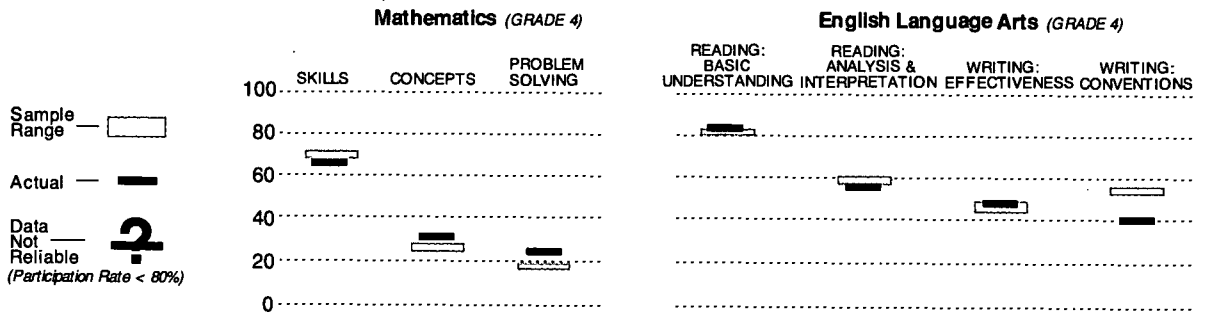 Mathematics (GRADE 4)
English Language Arts (GRADE 4)
SKILLS
CONCEPTS
PROBLEM
SOLVING
READING:
BASIC
UNDERSTANDING
READING:
ANALYSIS &
INTERPRETATION
WRITING:
EFFECTIVENESS
WRITING:
CONVENTIONS
100
80
60
40
20
0
Sample
Range
Actual
Data
Not
Reliable
?
(Participation Rate < 80%)